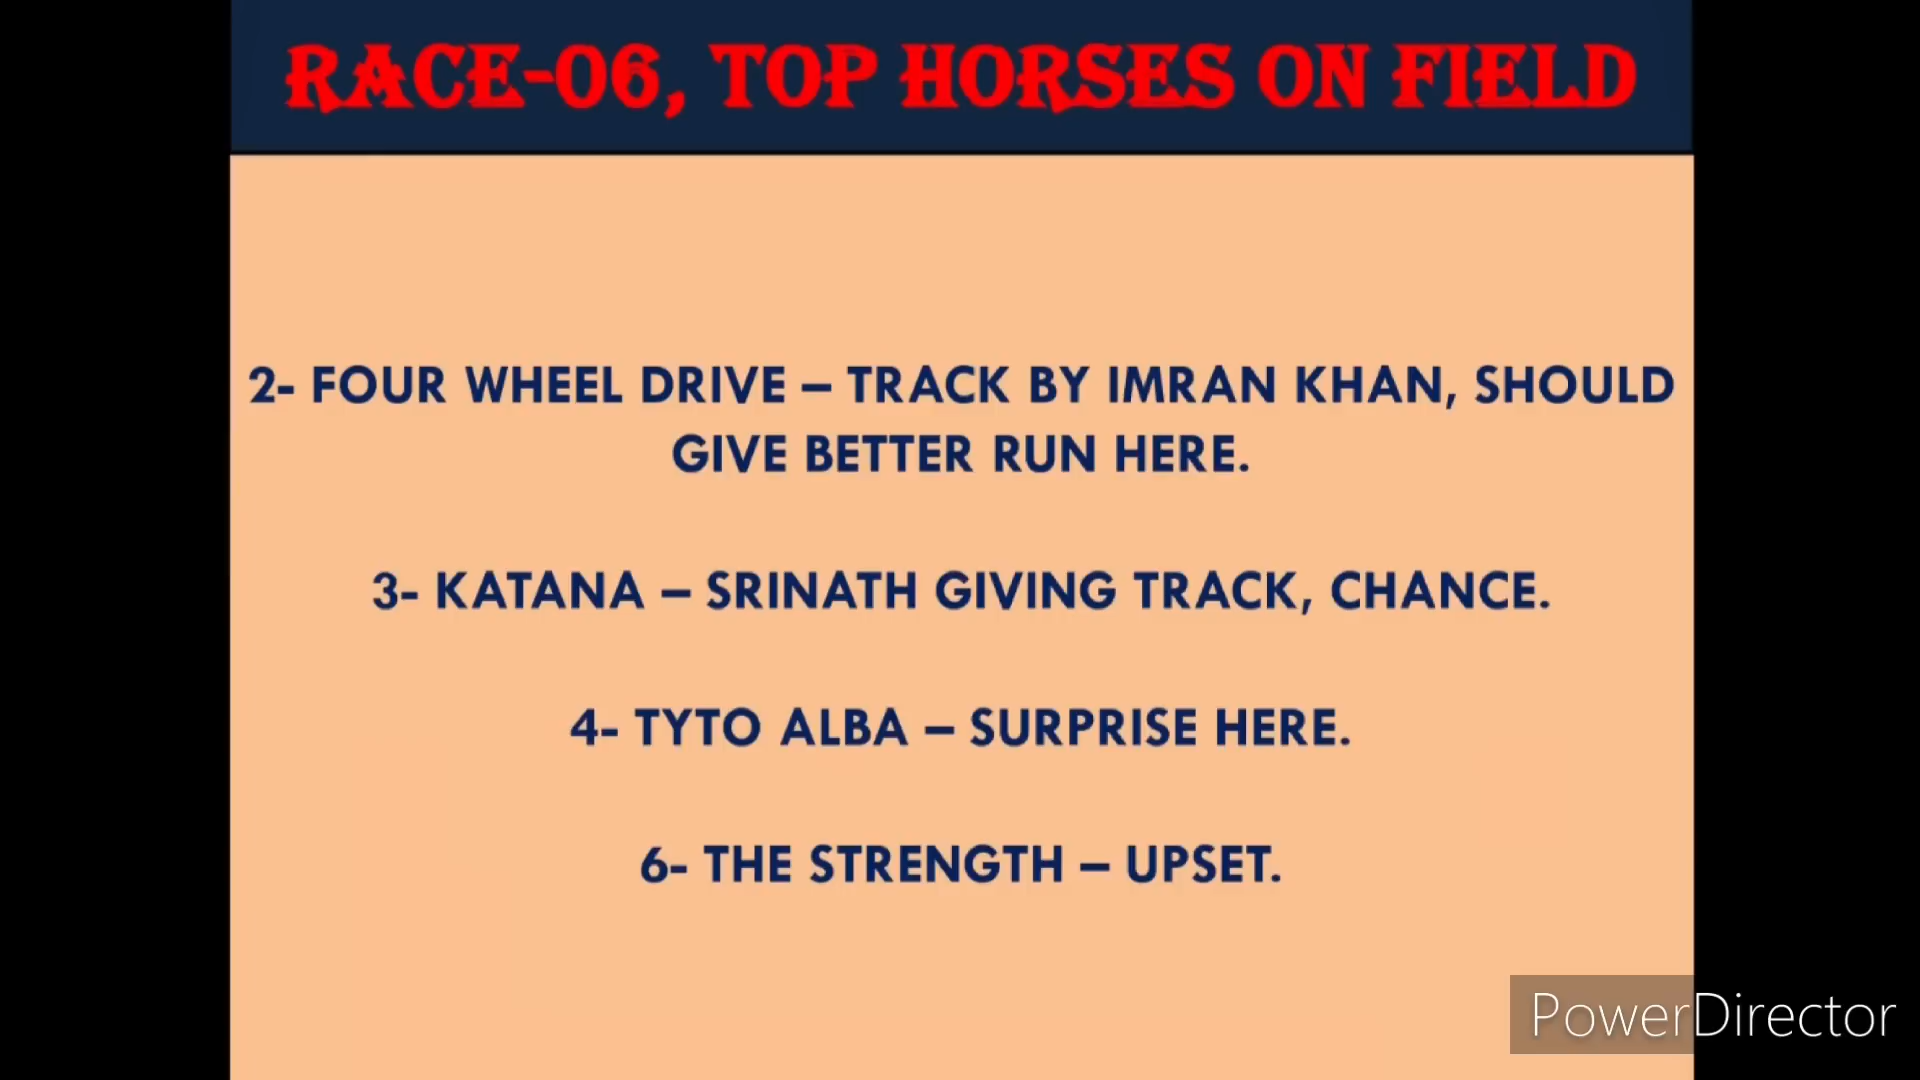 RACE-06, TOP HORSES ON FIELD
2- FOUR WHEEL DRIVE – TRACK BY IMRAN KHAN, SHOULD
GIVE BETTER RUN HERE.
3- KATANA – SRINATH GIVING TRACK, CHANCE.
4- TYTO ALBA – SURPRISE HERE.
6- THE STRENGTH – UPSET.
PowerDirector